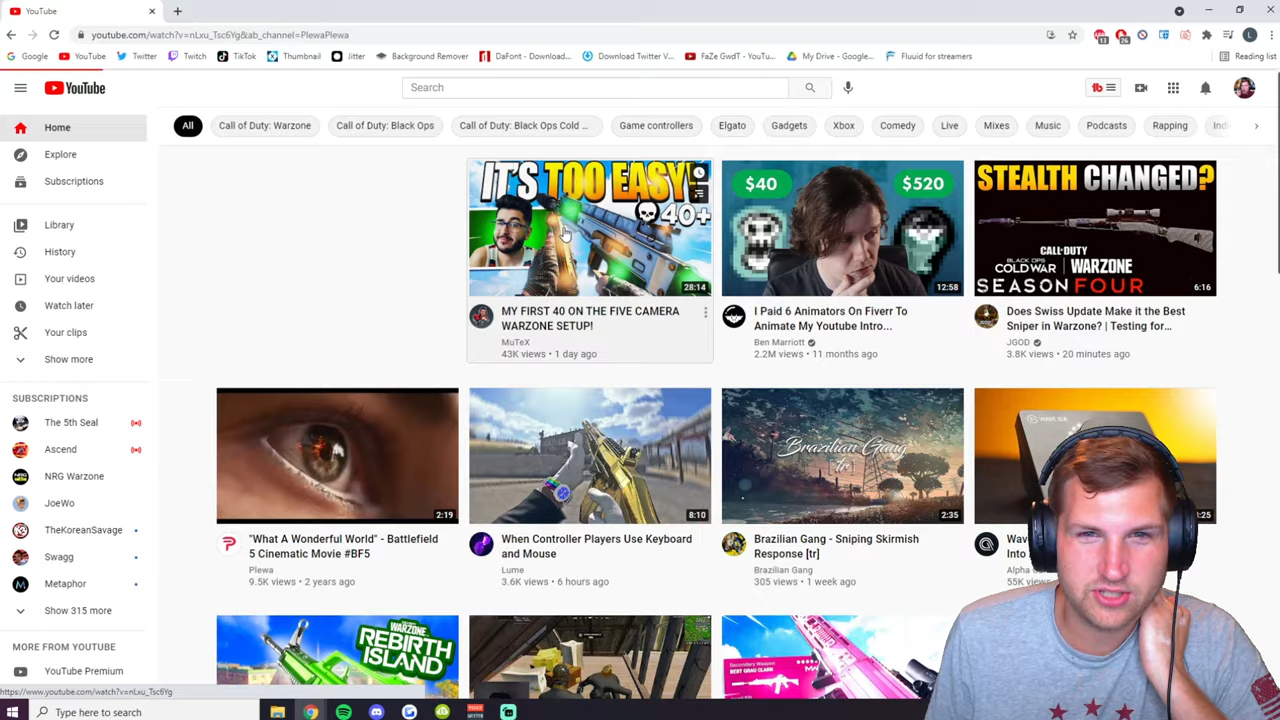 YouTube
youtube.com/watch?v=nLxu_Tsc6Yg&ab_channel=PlewaPlewa
Google
YouTube
Twitter
Twitch
TikTok
Thumbnail
Jitter
Background Remover
DaFont - Download...
Download Twitter V...
FaZe GwdT - YouTu...
My Drive - Google...
Fluuid for streamers
Reading list
YouTube
Search
Home
Explore
Subscriptions
Library
History
Your videos
Watch later
Your clips
Show more
SUBSCRIPTIONS
The 5th Seal
Ascend
NRG Warzone
JoeWo
TheKoreanSavage
Swagg
Metaphor
Show 315 more
MORE FROM YOUTUBE
YouTube Premium
All
Call of Duty: Warzone
Call of Duty: Black Ops
Call of Duty: Black Ops Cold ...
Game controllers
Elgato
Gadgets
Xbox
Comedy
Live
Mixes
Music
Podcasts
Rapping
IT'S TOO EASY!
40+
28:14
MY FIRST 40 ON THE FIVE CAMERA
WARZONE SETUP!
MuTeX
43K views • 1 day ago
$40
$520
12:58
I Paid 6 Animators On Fiverr To
Animate My Youtube Intro...
Ben Marriott
2.2M views • 11 months ago
STEALTH CHANGED?
CALL·DUTY
BLACK OPS
COLD WAR
WARZONE
SEASON FOUR
6:16
Does Swiss Update Make it the Best
Sniper in Warzone? | Testing for...
JGOD
3.8K views • 20 minutes ago
2:19
"What A Wonderful World" - Battlefield
5 Cinematic Movie #BF5
Plewa
9.5K views • 2 years ago
8:10
When Controller Players Use Keyboard
and Mouse
Lume
3.6K views • 6 hours ago
Brazilian Gang
tr
2:35
Brazilian Gang - Sniping Skirmish
Response [tr]
Brazilian Gang
305 views • 1 week ago
Into
55K
WARZONE
REBIRTH
ISLAND
Secondary Weapon
BEST GRAU CLASS
https://www.youtube.com/watch?v=nLxu_Tsc6Yg
Type here to search